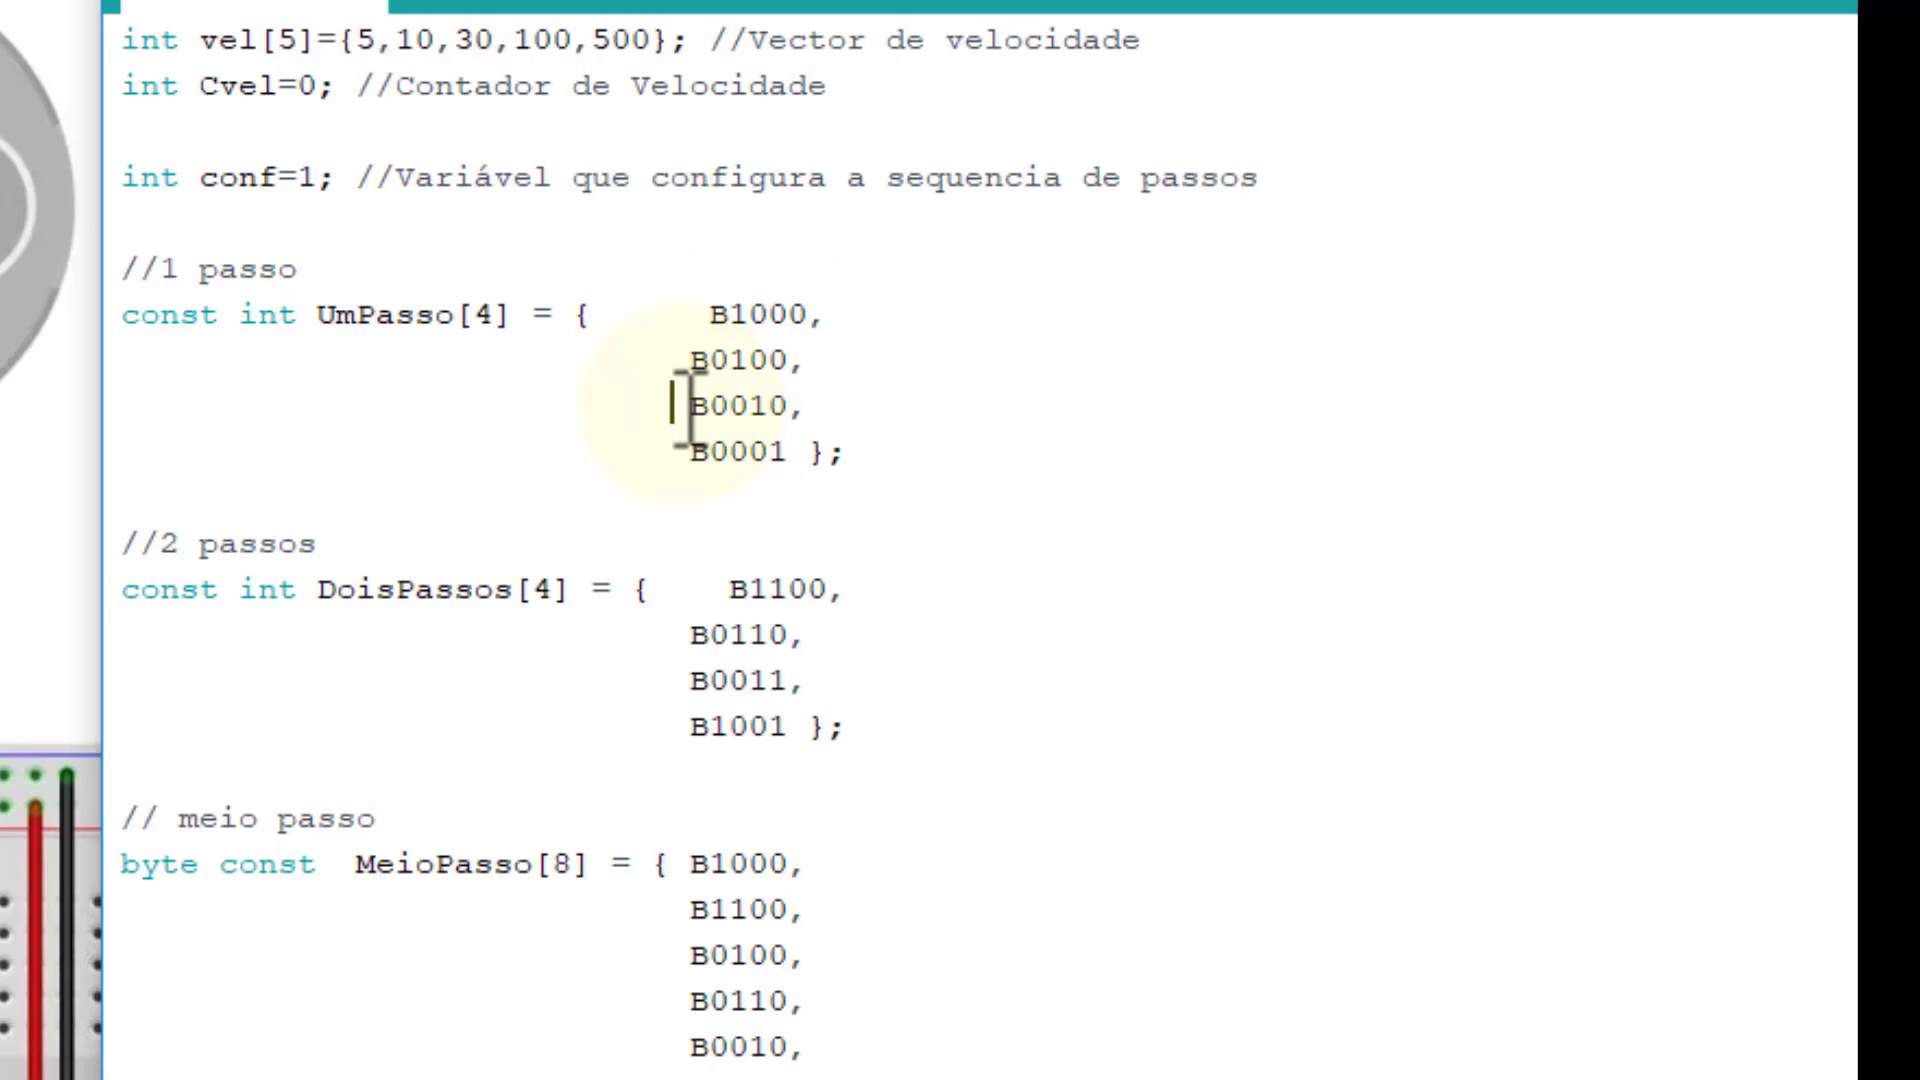 int vel[5]={5,10,30,100,500}; //Vector de velocidade
int Cvel=0; //Contador de Velocidade
int conf=1; //Variável que configura a sequencia de passos
//1 passo
const int UmPasso[4] = { B1000,
B0100,
B0010,
B0001 };
//2 passos
const int DoisPassos[4] = { B1100,
B0110,
B0011,
B1001 };
// meio passo
byte const MeioPasso[8] = { B1000,
B1100,
B0100,
B0110,
B0010,